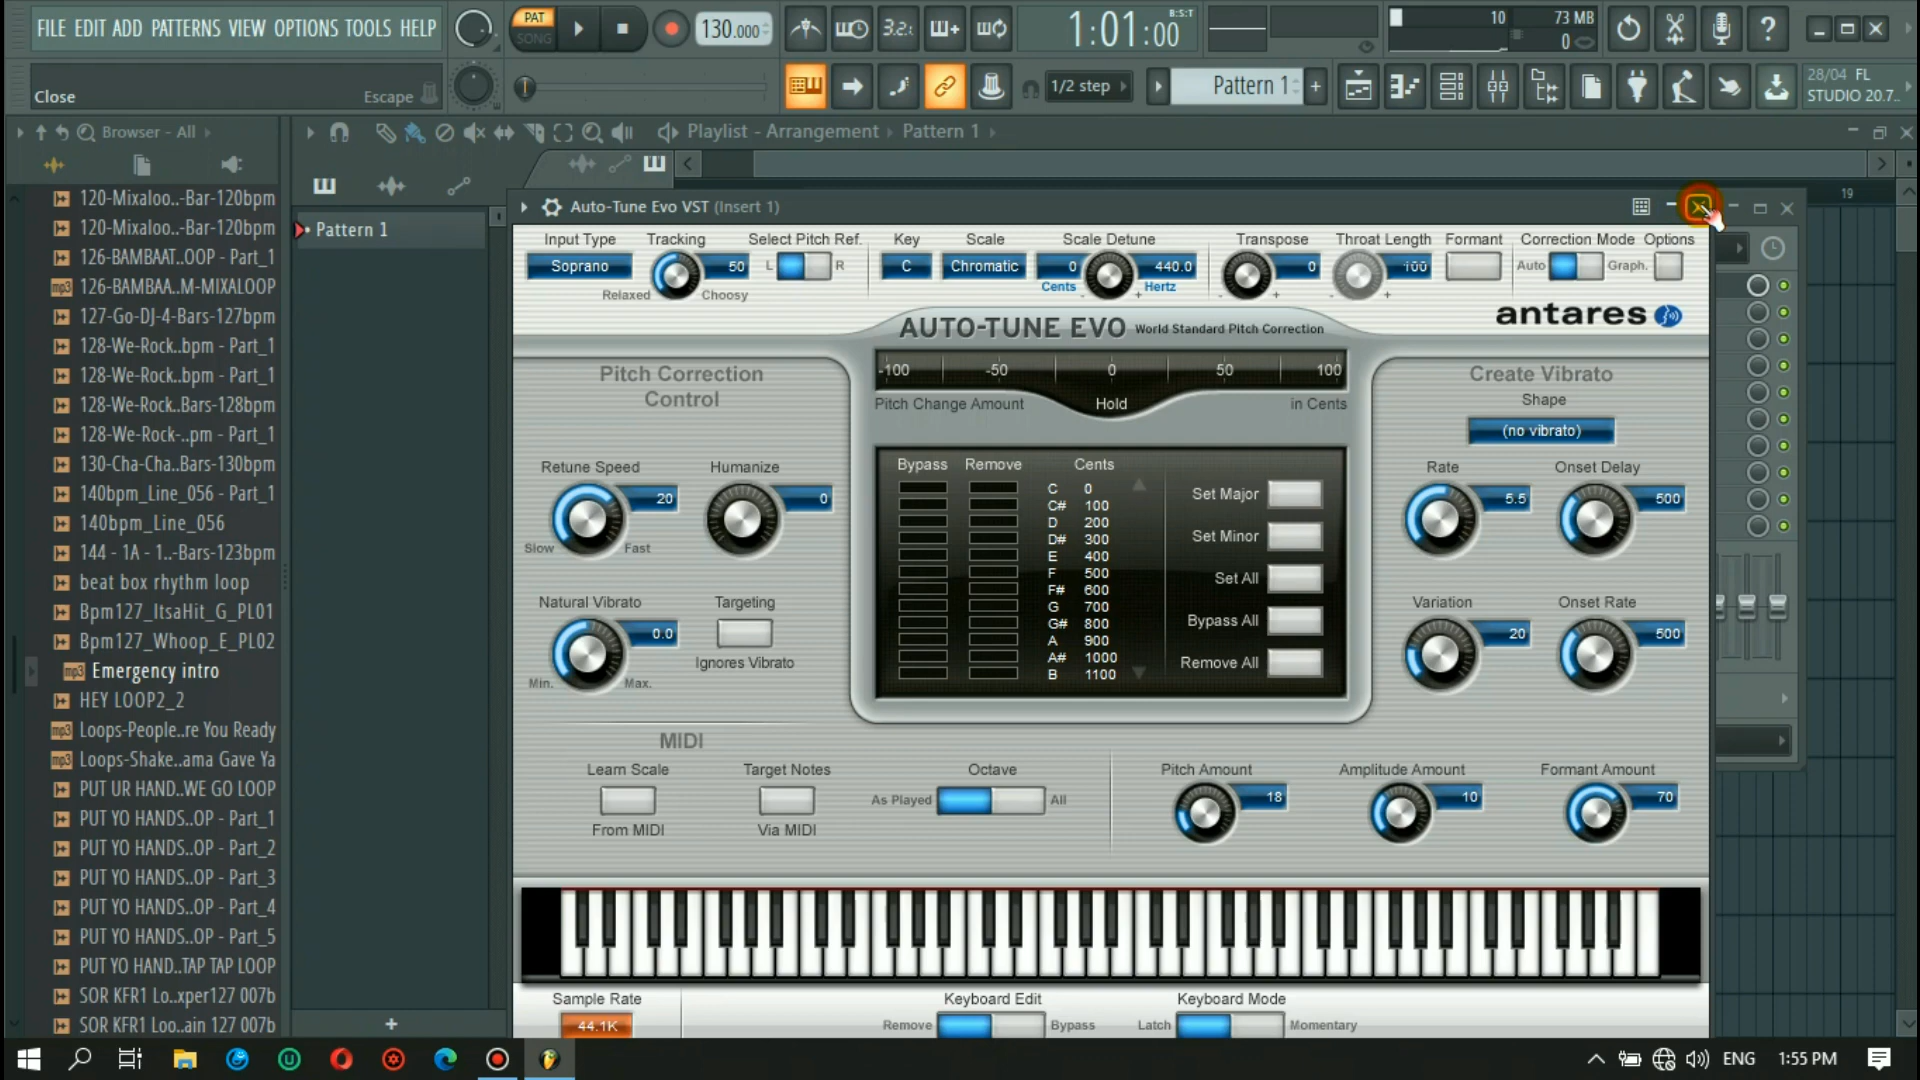 FILE EDIT ADD PATTERNS VIEW OPTIONS TOOLS HELP
PAT
SONG
130.000
3.2.
1:01:00
B:S:T
10
73 MB
0
Close
Escape
1/2 step
Pattern 1
28/04 FL
STUDIO 20.7..
Browser - All
Playlist - Arrangement
Pattern 1
120-Mixaloo..-Bar-120bpm
120-Mixaloo..-Bar-120bpm
126-BAMBAAT..OOP - Part_1
mp3 126-BAMBAA..M-MIXALOOP
127-Go-DJ-4-Bars-127bpm
128-We-Rock..bpm - Part_1
128-We-Rock..bpm - Part_1
128-We-Rock..Bars-128bpm
128-We-Rock-..pm - Part_1
130-Cha-Cha..Bars-130bpm
140bpm_Line_056 - Part_1
140bpm_Line_056
144 - 1A - 1..-Bars-123bpm
beat box rhythm loop
Bpm127_ItsaHit_G_PL01
Bpm127_Whoop_E_PL02
mp3 Emergency intro
HEY LOOP2_2
mp3 Loops-People..re You Ready
mp3 Loops-Shake..ama Gave Ya
PUT UR HAND..WE GO LOOP
PUT YO HANDS..OP - Part_1
PUT YO HANDS..OP - Part_2
PUT YO HANDS..OP - Part_3
PUT YO HANDS..OP - Part_4
PUT YO HANDS..OP - Part_5
PUT YO HAND..TAP TAP LOOP
SOR KFR1 Lo..xper127 007b
SOR KFR1 Loo..ain 127 007b
Pattern 1
+
19
Auto-Tune Evo VST (Insert 1)
Input Type
Soprano
Tracking
50
Relaxed
Choosy
Select Pitch Ref.
L
R
Key
C
Scale
Chromatic
Scale Detune
0
440.0
Cents
- +
Hertz
Transpose
0
- +
Throat Length
100
- +
Formant
Correction Mode
Auto
Graph.
Options
antares
AUTO-TUNE EVO World Standard Pitch Correction
-100 -50 0 50 100
Pitch Change Amount
Hold
in Cents
Pitch Correction
Control
Retune Speed
20
Slow
Fast
Humanize
0
Natural Vibrato
0.0
Min.
Max.
Targeting
Ignores Vibrato
Bypass Remove Cents
C 0
C# 100
D 200
D# 300
E 400
F 500
F# 600
G 700
G# 800
A 900
A# 1000
B 1100
Set Major
Set Minor
Set All
Bypass All
Remove All
Create Vibrato
Shape
(no vibrato)
Rate
5.5
Onset Delay
500
Variation
20
Onset Rate
500
MIDI
Learn Scale
From MIDI
Target Notes
Via MIDI
Octave
As Played
All
Pitch Amount
18
Amplitude Amount
10
Formant Amount
70
Sample Rate
44.1K
Keyboard Edit
Remove
Bypass
Keyboard Mode
Latch
Momentary
ENG
1:55 PM